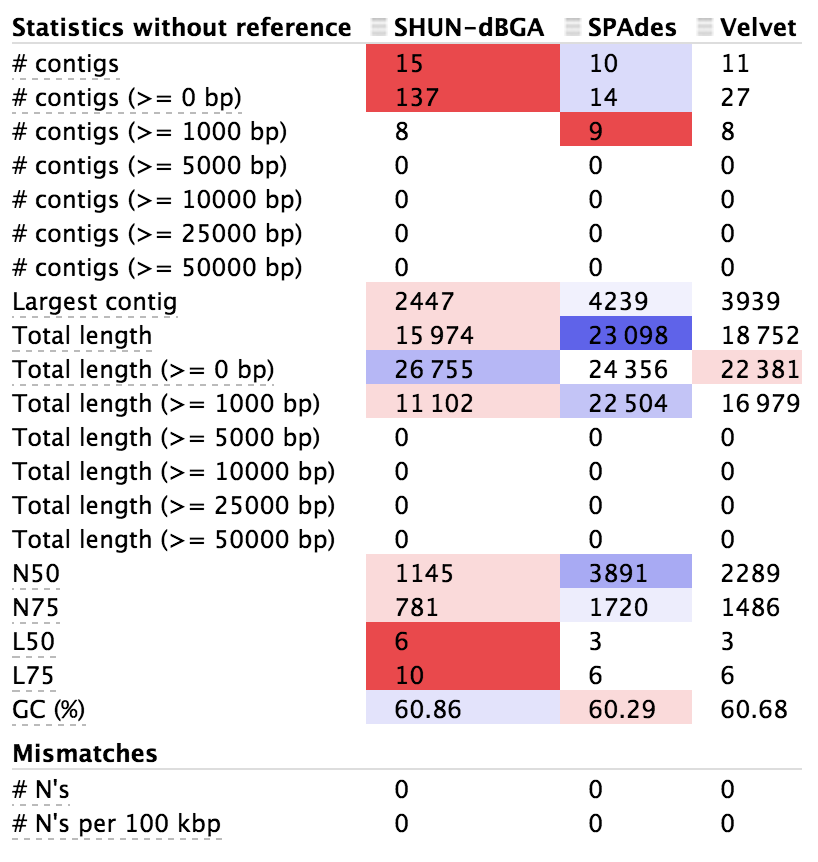 Statistics without reference SHUN-dBGA SPAdes Velvet
# contigs 15 10 11
# contigs (>= 0 bp) 137 14 27
# contigs (>= 1000 bp) 8 9 8
# contigs (>= 5000 bp) 0 0 0
# contigs (>= 10000 bp) 0 0 0
# contigs (>= 25000 bp) 0 0 0
# contigs (>= 50000 bp) 0 0 0
Largest contig 2447 4239 3939
Total length 15 974 23 098 18 752
Total length (>= 0 bp) 26 755 24 356 22 381
Total length (>= 1000 bp) 11 102 22 504 16 979
Total length (>= 5000 bp) 0 0 0
Total length (>= 10000 bp) 0 0 0
Total length (>= 25000 bp) 0 0 0
Total length (>= 50000 bp) 0 0 0
N50 1145 3891 2289
N75 781 1720 1486
L50 6 3 3
L75 10 6 6
GC (%) 60.86 60.29 60.68
Mismatches
# N's 0 0 0
# N's per 100 kbp 0 0 0